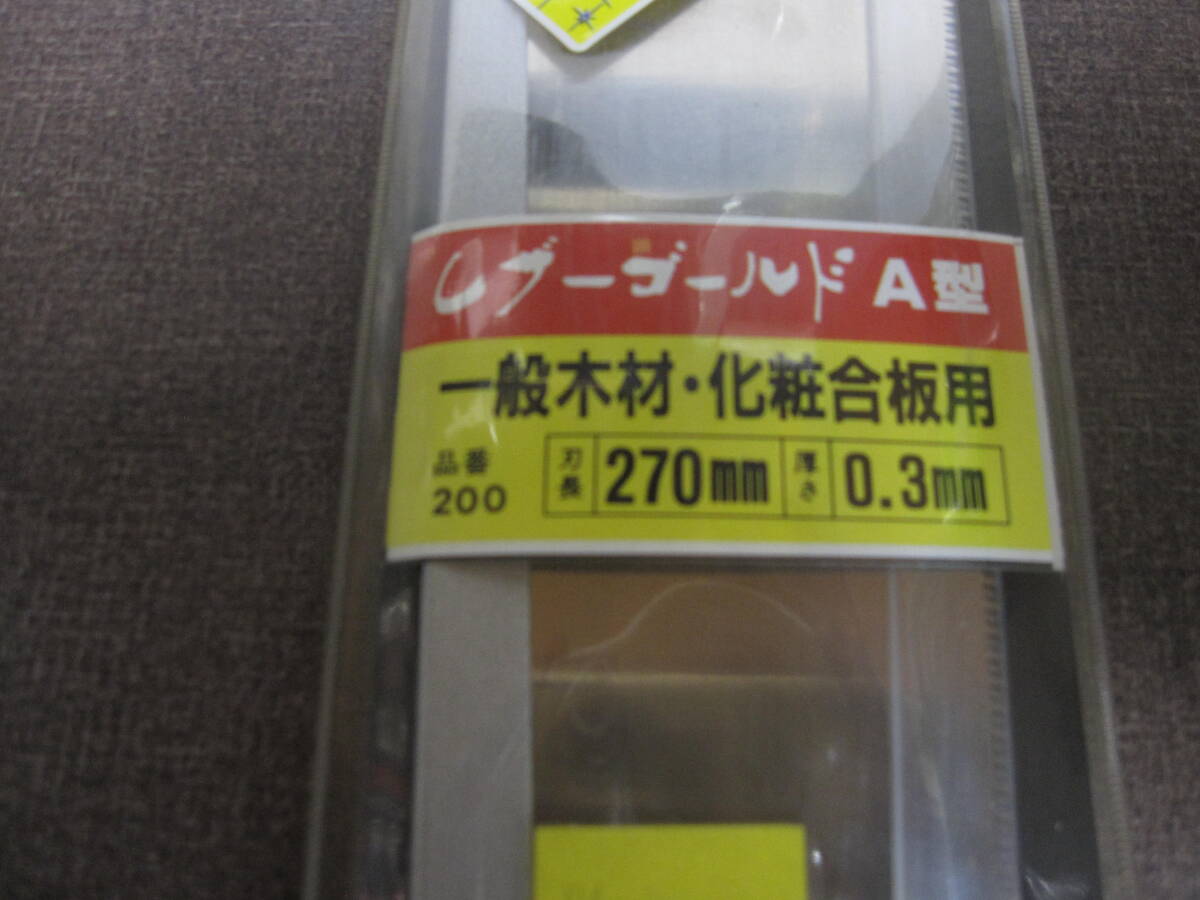 レブーゴールド A型
一般木材・化粧合板用
品番
200
刃長 270mm 厚さ 0.3mm